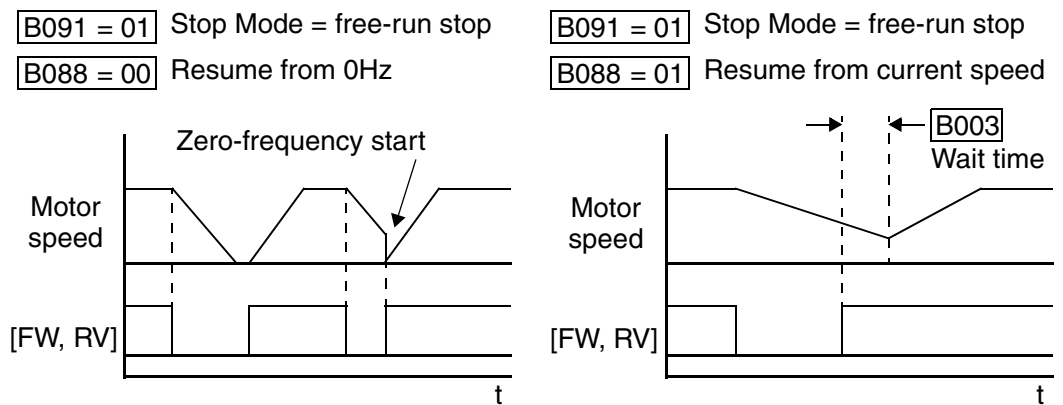 B091 = 01 Stop Mode = free-run stop
B088 = 00 Resume from 0Hz
Zero-frequency start
Motor
speed
[FW, RV]
t
B091 = 01 Stop Mode = free-run stop
B088 = 01 Resume from current speed
B003
Wait time
Motor
speed
[FW, RV]
t